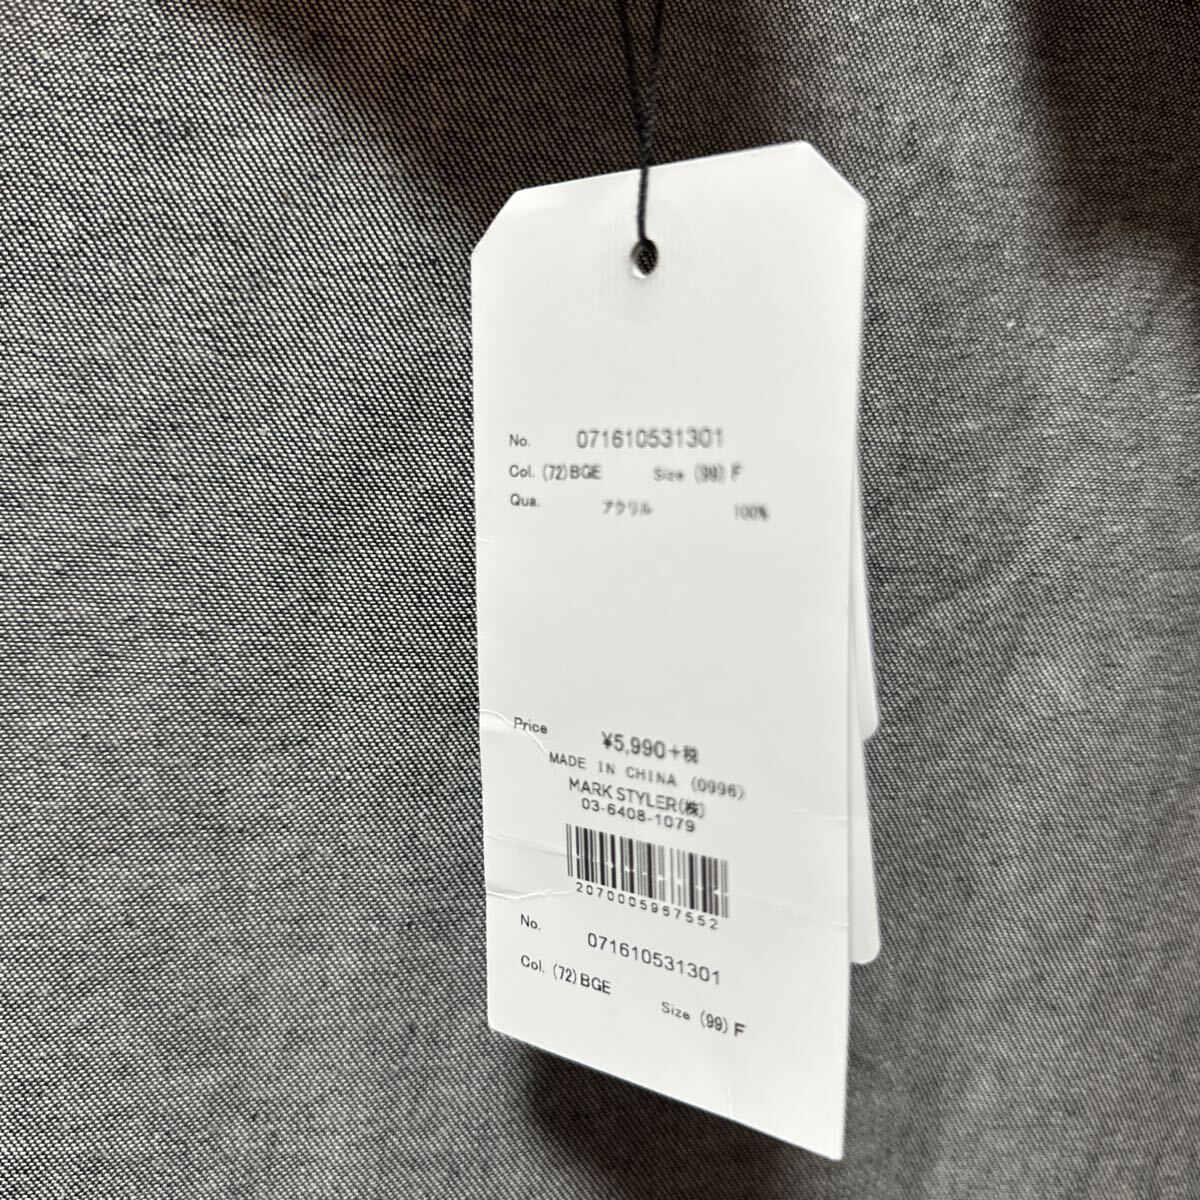 No. 071610531301
Col. (72)BGE Size (99) F
Qua. アクリル 100%
Price ¥5,990+税
MADE IN CHINA (0996)
MARK STYLER(株)
03-6408-1079
2070005967552
No. 071610531301
Col. (72)BGE Size (99) F